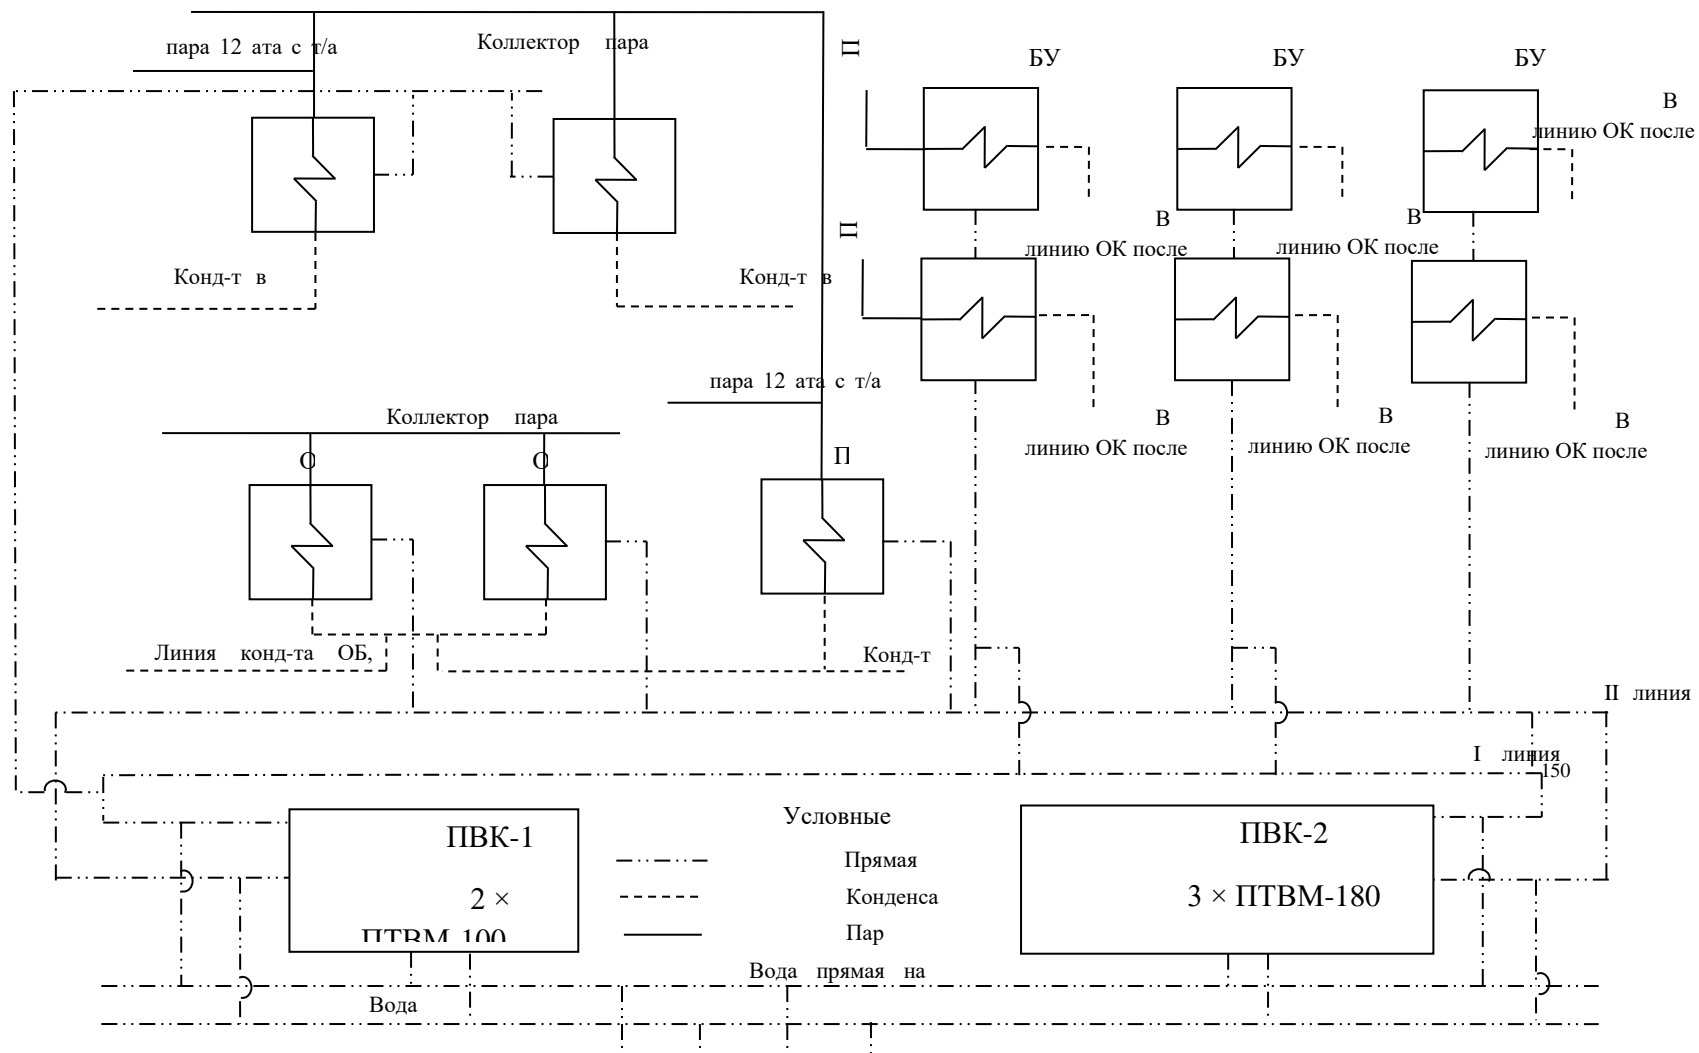 пара 12 ата с т/а
Коллектор пара
П
БУ
БУ
БУ
В
линию ОК после
П
В
линию ОК после
В
линию ОК после
Конд-т в
Конд-т в
пара 12 ата с т/а
Коллектор пара
О
О
П
В
линию ОК после
В
линию ОК после
В
линию ОК после
Линия конд-та ОБ,
Конд-т
II линия
I линия
150
ПВК-1
2 ×
ПТВМ-100
Условные
Прямая
Конденса
Пар
ПВК-2
3 × ПТВМ-180
Вода прямая на
Вода